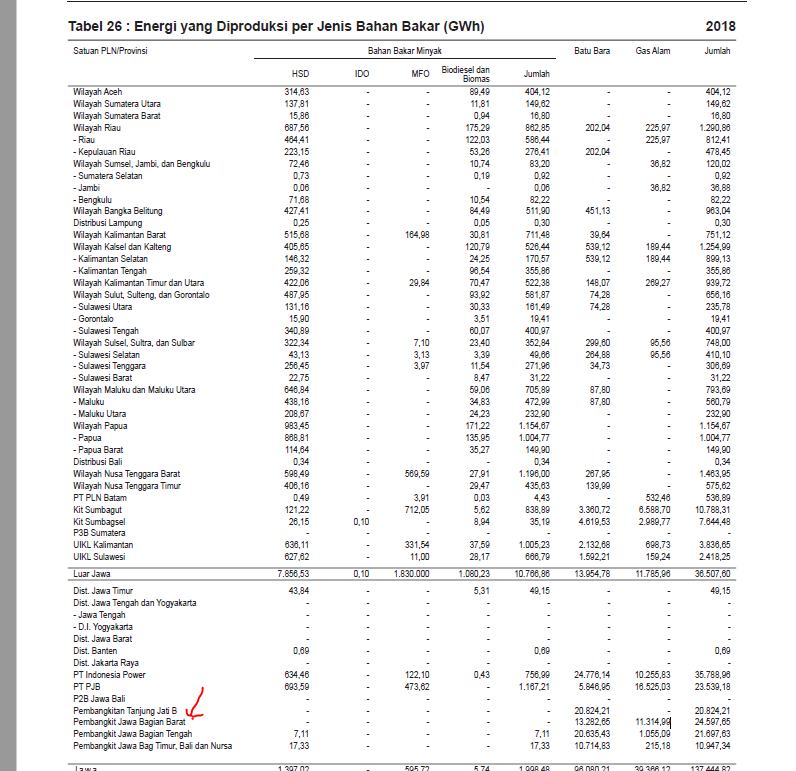 Tabel 26 : Energi yang Diproduksi per Jenis Bahan Bakar (GWh) 2018
Satuan PLN/Provinsi Bahan Bakar Minyak Batu Bara Gas Alam Jumlah
HSD IDO MFO Biodiesel dan Biomas Jumlah
Wilayah Aceh 314,63 - - 89,49 404,12 - - 404,12
Wilayah Sumatera Utara 137,81 - - 11,81 149,62 - - 149,62
Wilayah Sumatera Barat 15,86 - - 0,94 16,80 - - 16,80
Wilayah Riau 687,56 - - 175,29 862,85 202,04 225,97 1.290,86
- Riau 464,41 - - 122,03 586,44 - 225,97 812,41
- Kepulauan Riau 223,15 - - 53,26 276,41 202,04 - 478,45
Wilayah Sumsel, Jambi, dan Bengkulu 72,46 - - 10,74 83,20 - 36,82 120,02
- Sumatera Selatan 0,73 - - 0,19 0,92 - - 0,92
- Jambi 0,06 - - - 0,06 - 36,82 36,88
- Bengkulu 71,68 - - 10,54 82,22 - - 82,22
Wilayah Bangka Belitung 427,41 - - 84,49 511,90 451,13 - 963,04
Distribusi Lampung 0,25 - - 0,05 0,30 - - 0,30
Wilayah Kalimantan Barat 515,68 - 164,98 30,81 711,48 39,64 - 751,12
Wilayah Kalsel dan Kalteng 405,65 - - 120,79 526,44 539,12 189,44 1.254,99
- Kalimantan Selatan 146,32 - - 24,25 170,57 539,12 189,44 899,13
- Kalimantan Tengah 259,32 - - 96,54 355,86 - - 355,86
Wilayah Kalimantan Timur dan Utara 422,06 - 29,84 70,47 522,38 148,07 269,27 939,72
Wilayah Sulut, Sulteng, dan Gorontalo 487,95 - - 93,92 581,87 74,28 - 656,16
- Sulawesi Utara 131,16 - - 30,33 161,49 74,28 - 235,78
- Gorontalo 15,90 - - 3,51 19,41 - - 19,41
- Sulawesi Tengah 340,89 - - 60,07 400,97 - - 400,97
Wilayah Sulsel, Sultra, dan Sulbar 322,34 - 7,10 23,40 352,84 299,60 95,56 748,00
- Sulawesi Selatan 43,13 - 3,13 3,39 49,66 264,88 95,56 410,10
- Sulawesi Tenggara 256,45 - 3,97 11,54 271,96 34,73 - 306,69
- Sulawesi Barat 22,75 - - 8,47 31,22 - - 31,22
Wilayah Maluku dan Maluku Utara 646,84 - - 59,06 705,89 87,80 - 793,69
- Maluku 438,16 - - 34,83 472,99 87,80 - 560,79
- Maluku Utara 208,67 - - 24,23 232,90 - - 232,90
Wilayah Papua 983,45 - - 171,22 1.154,67 - - 1.154,67
- Papua 868,81 - - 135,95 1.004,77 - - 1.004,77
- Papua Barat 114,64 - - 35,27 149,90 - - 149,90
Distribusi Bali 0,34 - - - 0,34 - - 0,34
Wilayah Nusa Tenggara Barat 598,49 - 569,59 27,91 1.196,00 267,95 - 1.463,95
Wilayah Nusa Tenggara Timur 406,16 - - 29,47 435,63 139,99 - 575,62
PT PLN Batam 0,49 - 3,91 0,03 4,43 - 532,46 536,89
Kit Sumbagut 121,22 - 712,05 5,62 838,89 3.360,72 6.588,70 10.788,31
Kit Sumbagsel 26,15 0,10 - 8,94 35,19 4.619,53 2.989,77 7.644,48
P3B Sumatera - - - - - - - -
UIKL Kalimantan 636,11 - 331,54 37,59 1.005,23 2.132,68 698,73 3.836,65
UIKL Sulawesi 627,62 - 11,00 28,17 666,79 1.592,21 159,24 2.418,25
Luar Jawa 7.856,53 0,10 1.830.000 1.080,23 10.766,86 13.954,78 11.785,96 36.507,60
Dist. Jawa Timur 43,84 - - 5,31 49,15 - - 49,15
Dist. Jawa Tengah dan Yogyakarta - - - - - - - -
- Jawa Tengah - - - - - - - -
- D.I. Yogyakarta - - - - - - - -
Dist. Jawa Barat - - - - - - - -
Dist. Banten 0,69 - - - 0,69 - - 0,69
Dist. Jakarta Raya - - - - - - - -
PT Indonesia Power 634,46 - 122,10 0,43 756,99 24.776,14 10.255,83 35.788,96
PT PJB 693,59 - 473,62 - 1.167,21 5.846,95 16.525,03 23.539,18
P2B Jawa Bali - - - - - - - -
Pembangkitan Tanjung Jati B - - - - - 20.824,21 - 20.824,21
Pembangkit Jawa Bagian Barat - - - - - 13.282,65 11.314,99 24.597,65
Pembangkit Jawa Bagian Tengah 7,11 - - - 7,11 20.635,43 1.055,09 21.697,63
Pembangkit Jawa Bag Timur, Bali dan Nursa 17,33 - - - 17,33 10.714,83 215,18 10.947,34
Jawa 1.397,02 - 595,72 5,74 1.998,48 96.080,21 39.366,12 137.444,82